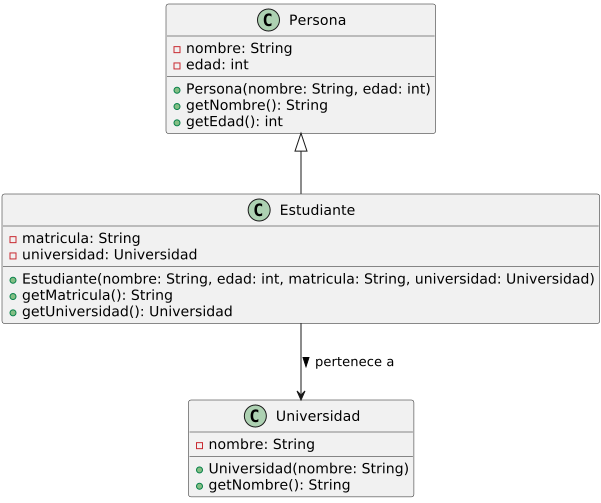 C Persona
nombre: String
edad: int
Persona(nombre: String, edad: int)
getNombre(): String
getEdad(): int
C Estudiante
matricula: String
universidad: Universidad
Estudiante(nombre: String, edad: int, matricula: String, universidad: Universidad)
getMatricula(): String
getUniversidad(): Universidad
pertenece a
C Universidad
nombre: String
Universidad(nombre: String)
getNombre(): String